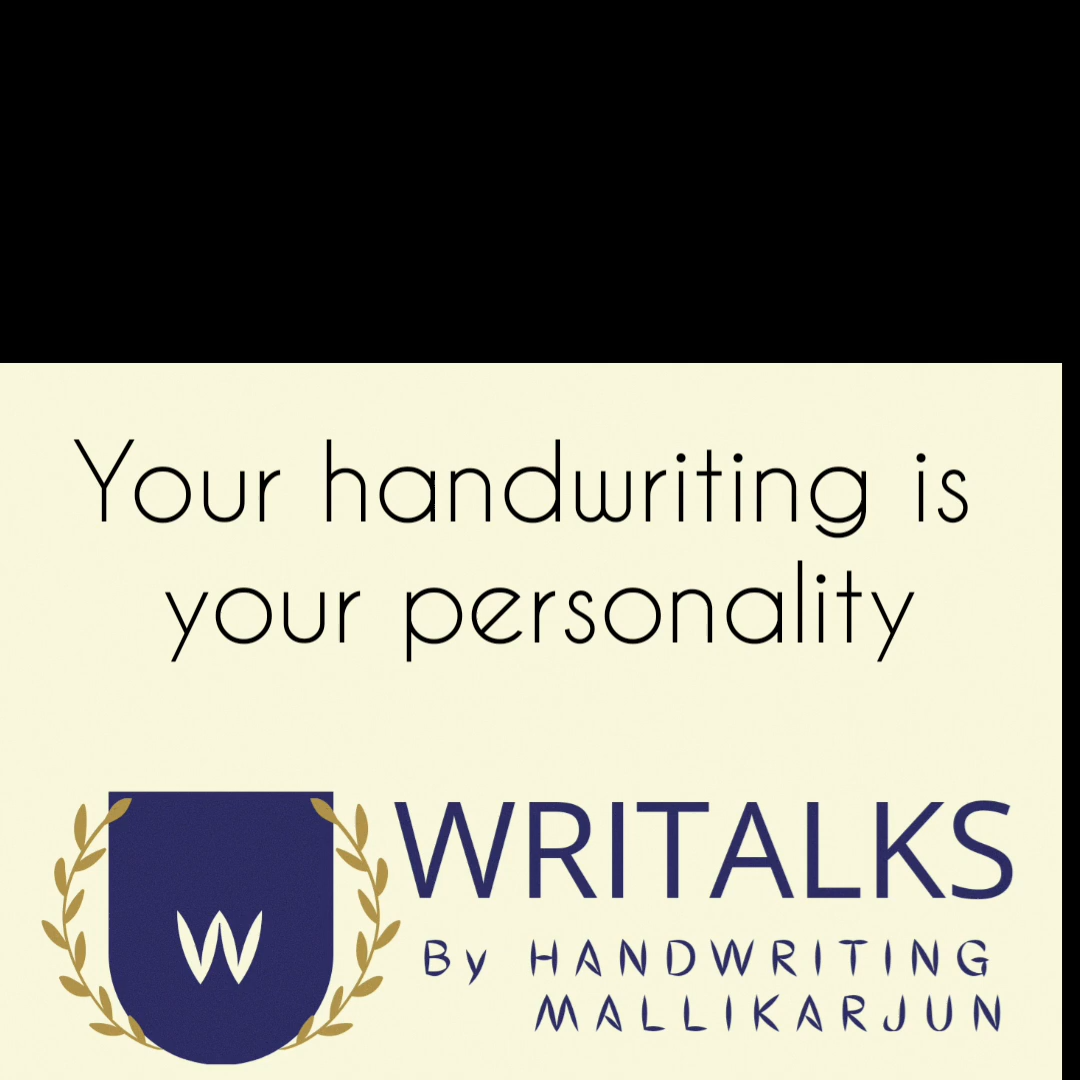 Your handwriting is
your personality
WRITALKS
W
By HANDWRITING
MALLIKARJUN